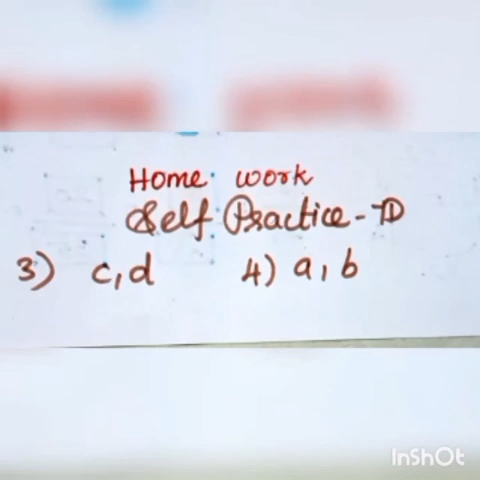 Home work
Self Practice - D
3) c, d 4) a, b
InShOt